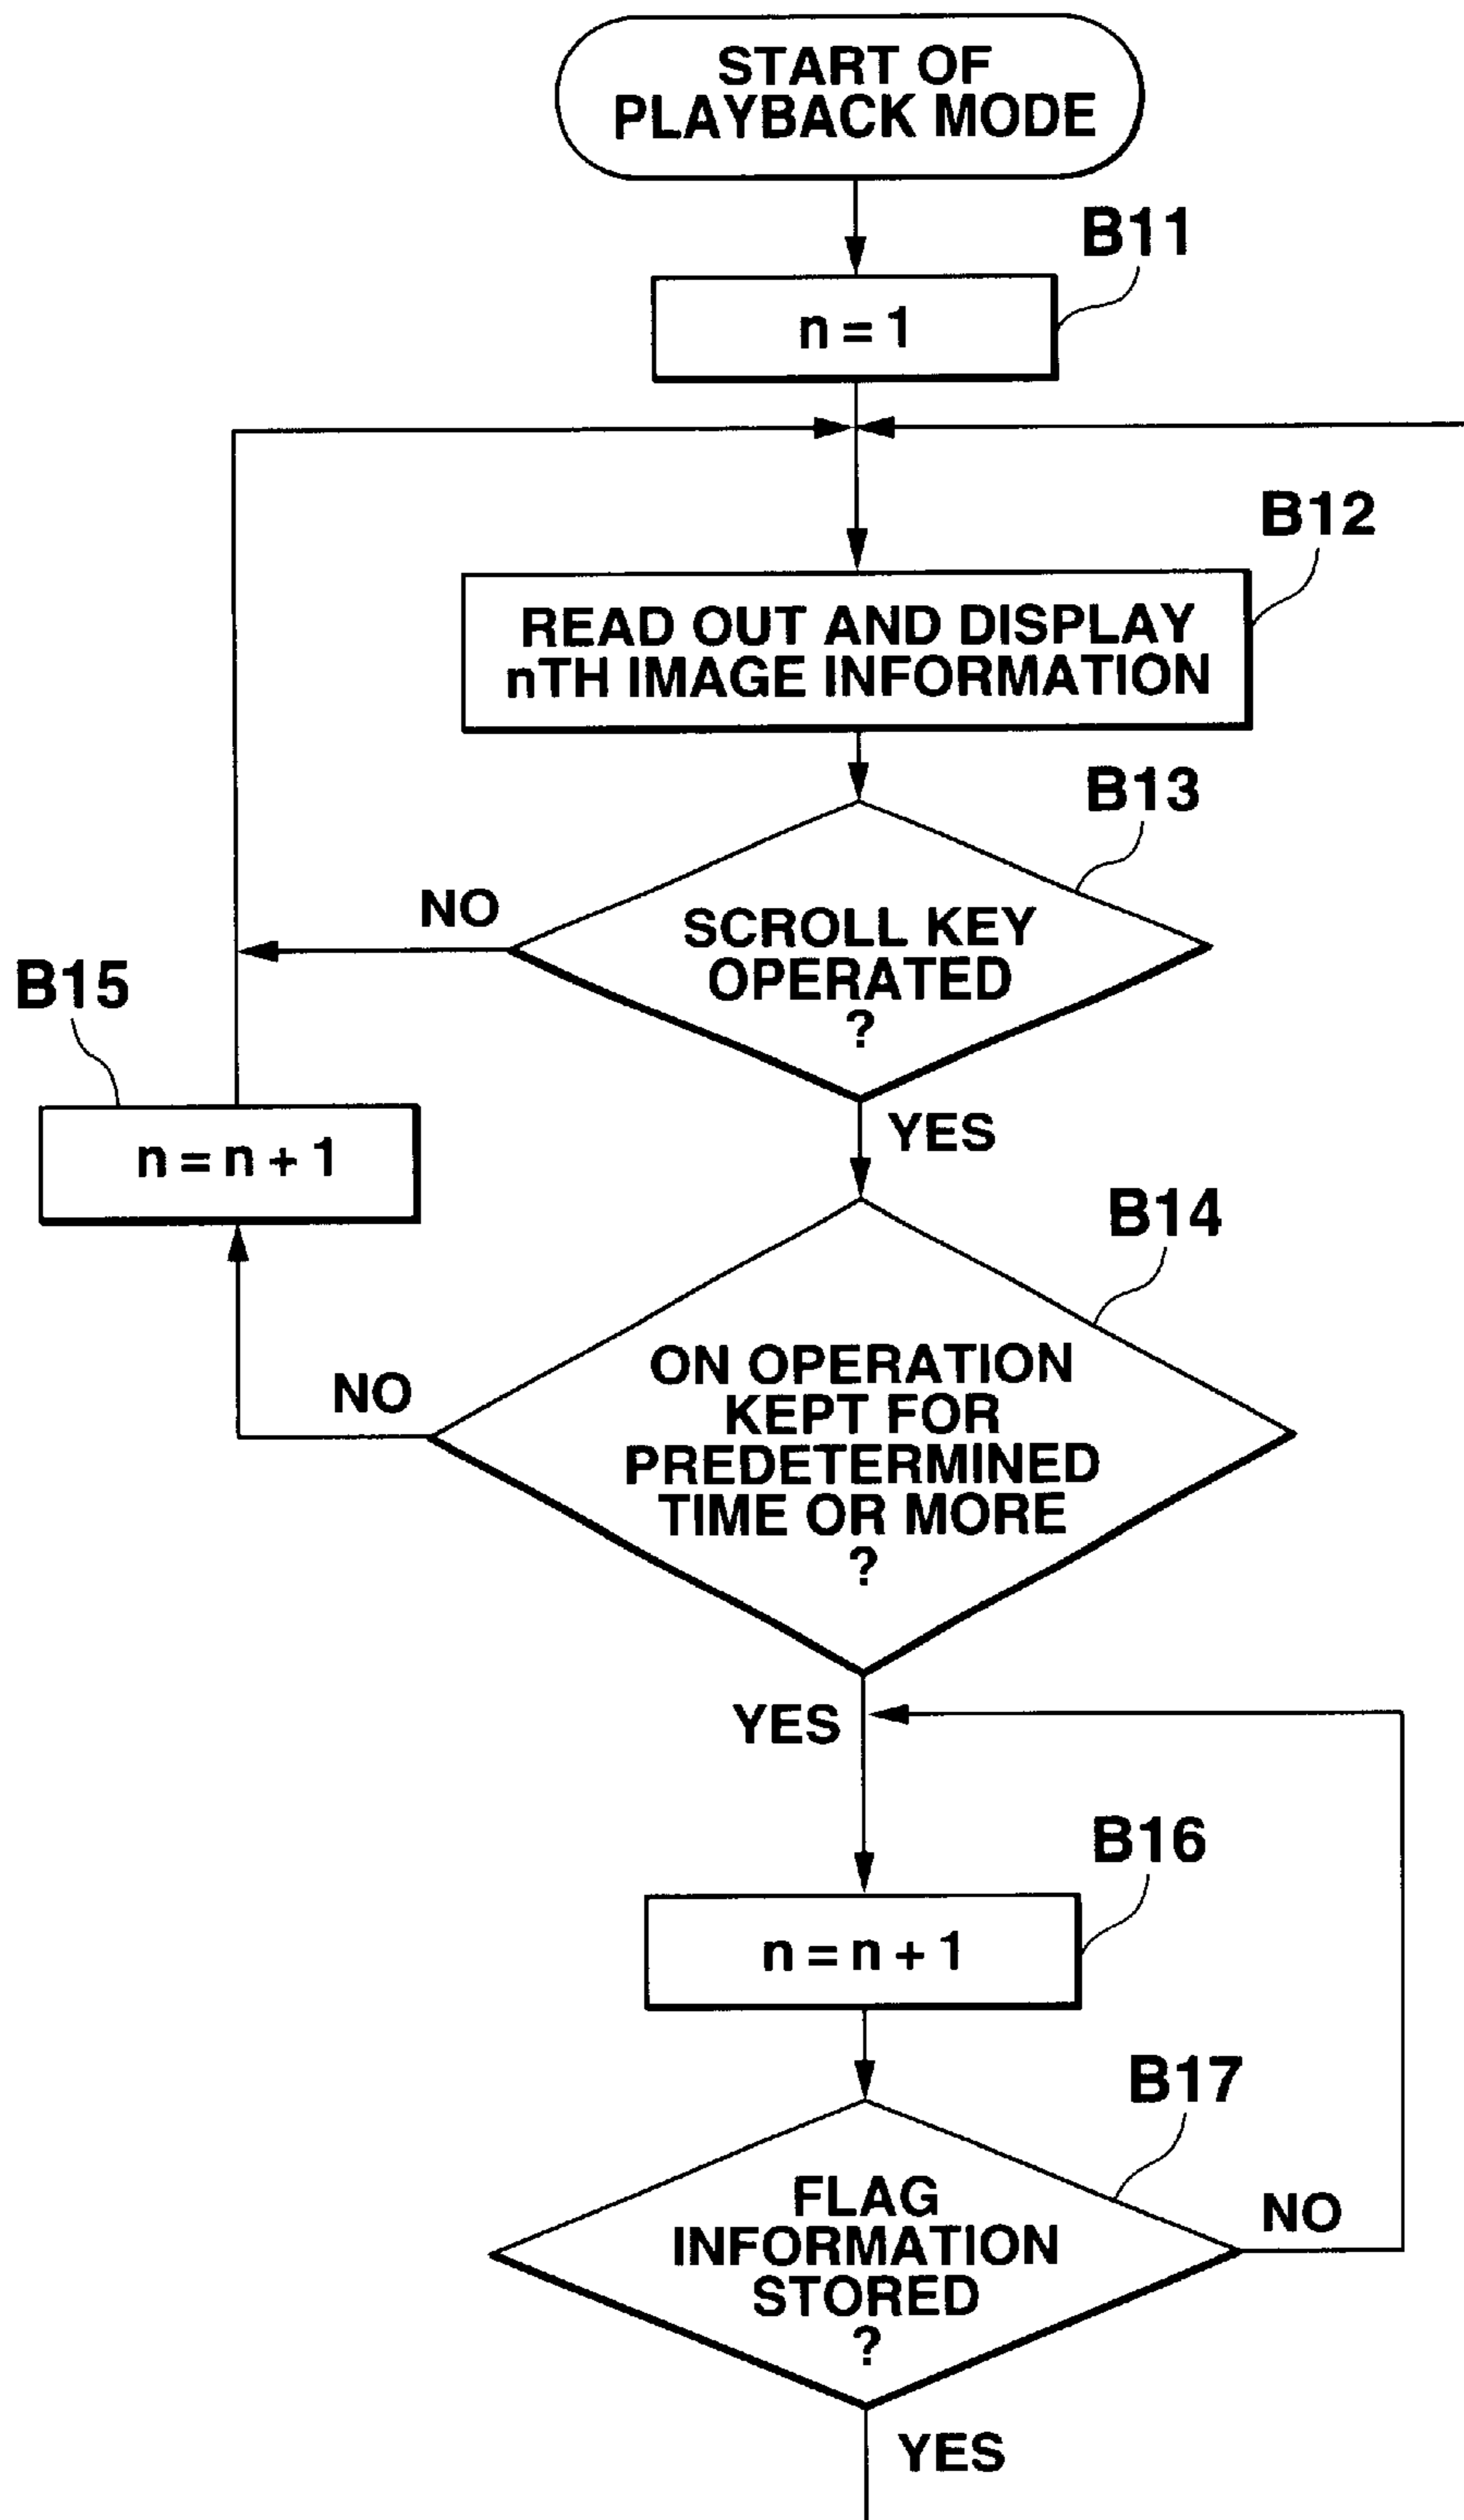 START OF
PLAYBACK MODE
B11
n = 1
B12
READ OUT AND DISPLAY
nTH IMAGE INFORMATION
B13
NO
SCROLL KEY
OPERATED
?
B15
YES
n = n + 1
B14
NO
ON OPERATION
KEPT FOR
PREDETERMINED
TIME OR MORE
?
YES
B16
n = n + 1
B17
FLAG
INFORMATION
STORED
?
NO
YES